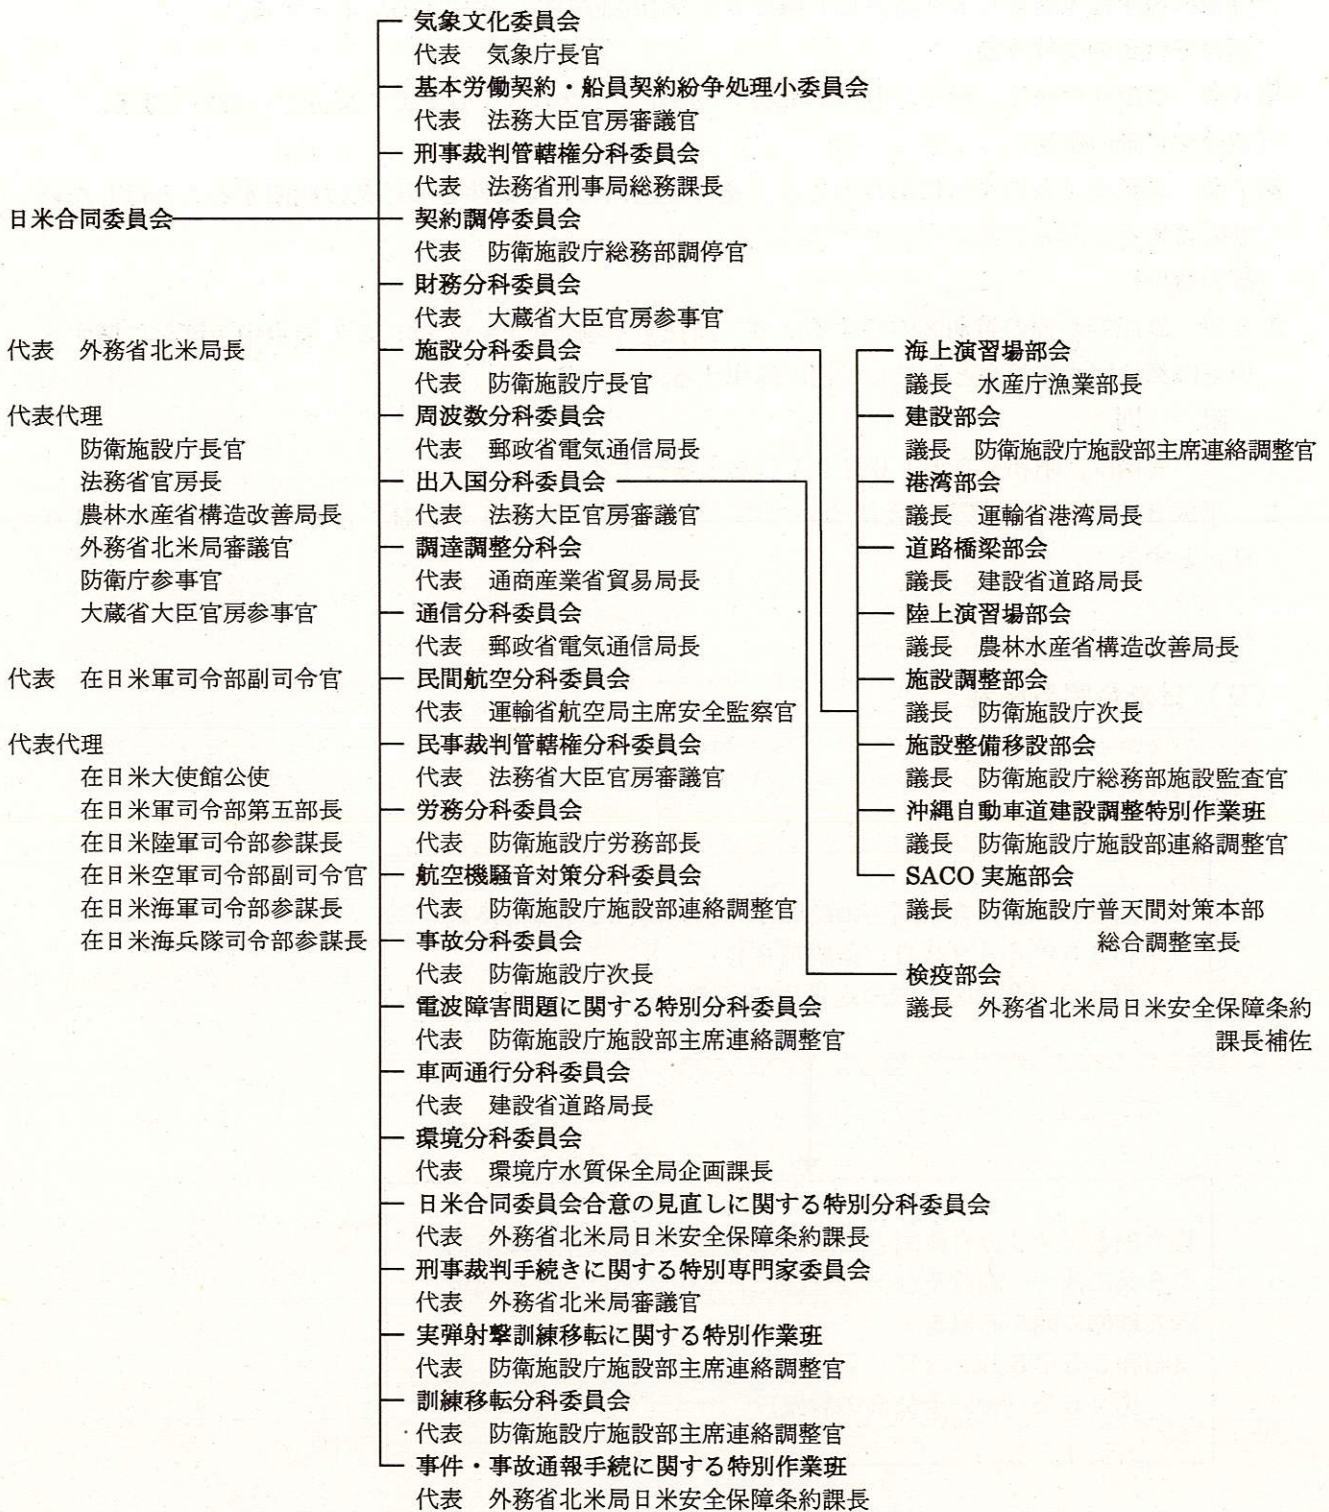 日米合同委員会
代表 外務省北米局長
代表代理
防衛施設庁長官
法務省官房長
農林水産省構造改善局長
外務省北米局審議官
防衛庁参事官
大蔵省大臣官房参事官
代表 在日米軍司令部副司令官
代表代理
在日米大使館公使
在日米軍司令部第五部長
在日米陸軍司令部参謀長
在日米空軍司令部副司令官
在日米海軍司令部参謀長
在日米海兵隊司令部参謀長
気象文化委員会
代表 気象庁長官
基本労働契約・船員契約紛争処理小委員会
代表 法務大臣官房審議官
刑事裁判管轄権分科委員会
代表 法務省刑事局総務課長
契約調停委員会
代表 防衛施設庁総務部調停官
財務分科委員会
代表 大蔵省大臣官房参事官
施設分科委員会
代表 防衛施設庁長官
周波数分科委員会
代表 郵政省電気通信局長
出入国分科委員会
代表 法務大臣官房審議官
調達調整分科会
代表 通商産業省貿易局長
通信分科委員会
代表 郵政省電気通信局長
民間航空分科委員会
代表 運輸省航空局主席安全監察官
民事裁判管轄権分科委員会
代表 法務省大臣官房審議官
労務分科委員会
代表 防衛施設庁労務部長
航空機騒音対策分科委員会
代表 防衛施設庁施設部連絡調整官
事故分科委員会
代表 防衛施設庁次長
電波障害問題に関する特別分科委員会
代表 防衛施設庁施設部主席連絡調整官
車両通行分科委員会
代表 建設省道路局長
環境分科委員会
代表 環境庁水質保全局企画課長
日米合同委員会合意の見直しに関する特別分科委員会
代表 外務省北米局日米安全保障条約課長
刑事裁判手続きに関する特別専門家委員会
代表 外務省北米局審議官
実弾射撃訓練移転に関する特別作業班
代表 防衛施設庁施設部主席連絡調整官
訓練移転分科委員会
代表 防衛施設庁施設部主席連絡調整官
事件・事故通報手続に関する特別作業班
代表 外務省北米局日米安全保障条約課長
海上演習場部会
議長 水産庁漁業部長
建設部会
議長 防衛施設庁施設部主席連絡調整官
港湾部会
議長 運輸省港湾局長
道路橋梁部会
議長 建設省道路局長
陸上演習場部会
議長 農林水産省構造改善局長
施設調整部会
議長 防衛施設庁次長
施設整備移設部会
議長 防衛施設庁総務部施設監査官
沖縄自動車道建設調整特別作業班
議長 防衛施設庁施設部連絡調整官
SACO 実施部会
議長 防衛施設庁普天間対策本部
総合調整室長
検疫部会
議長 外務省北米局日米安全保障条約
課長補佐